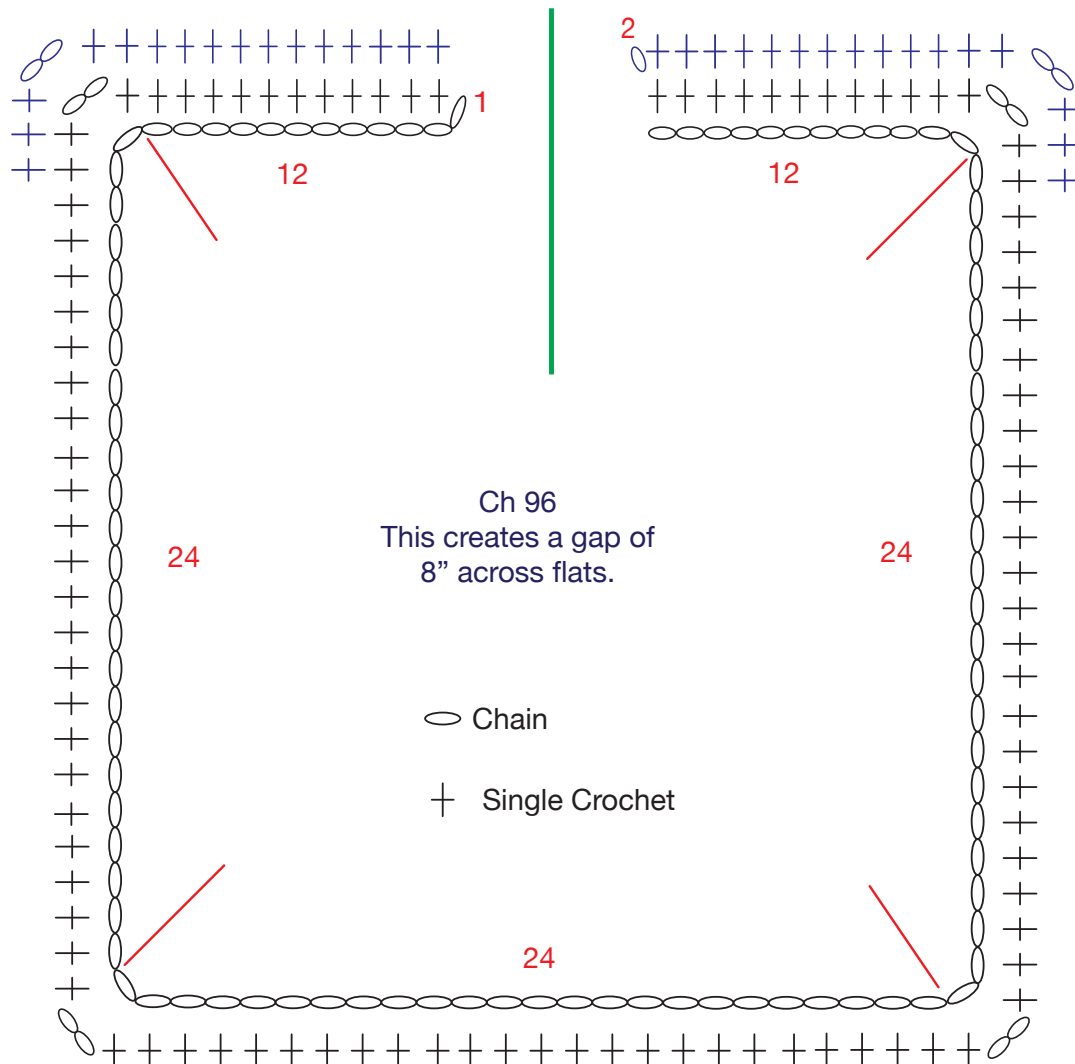 2
1
12
12
Ch 96
This creates a gap of
8” across flats.
24
24
Chain
Single Crochet
24